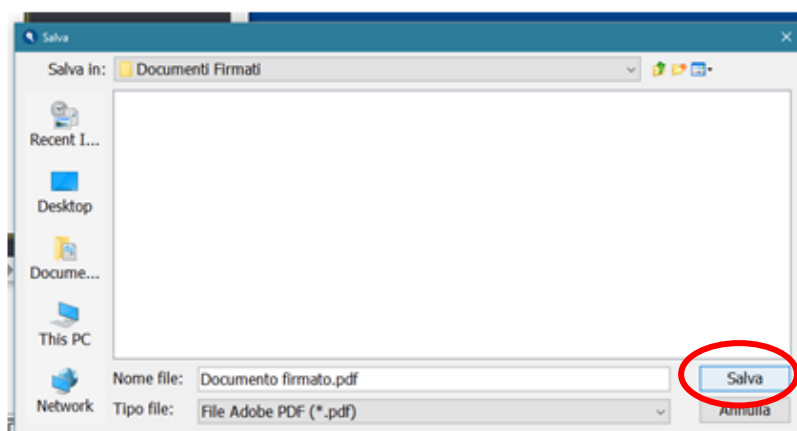 Salva
Salva in: Documenti Firmati
Recent I...
Desktop
Docume...
This PC
Network
Nome file: Documento firmato.pdf
Salva
Tipo file: File Adobe PDF (*.pdf)
Annulla